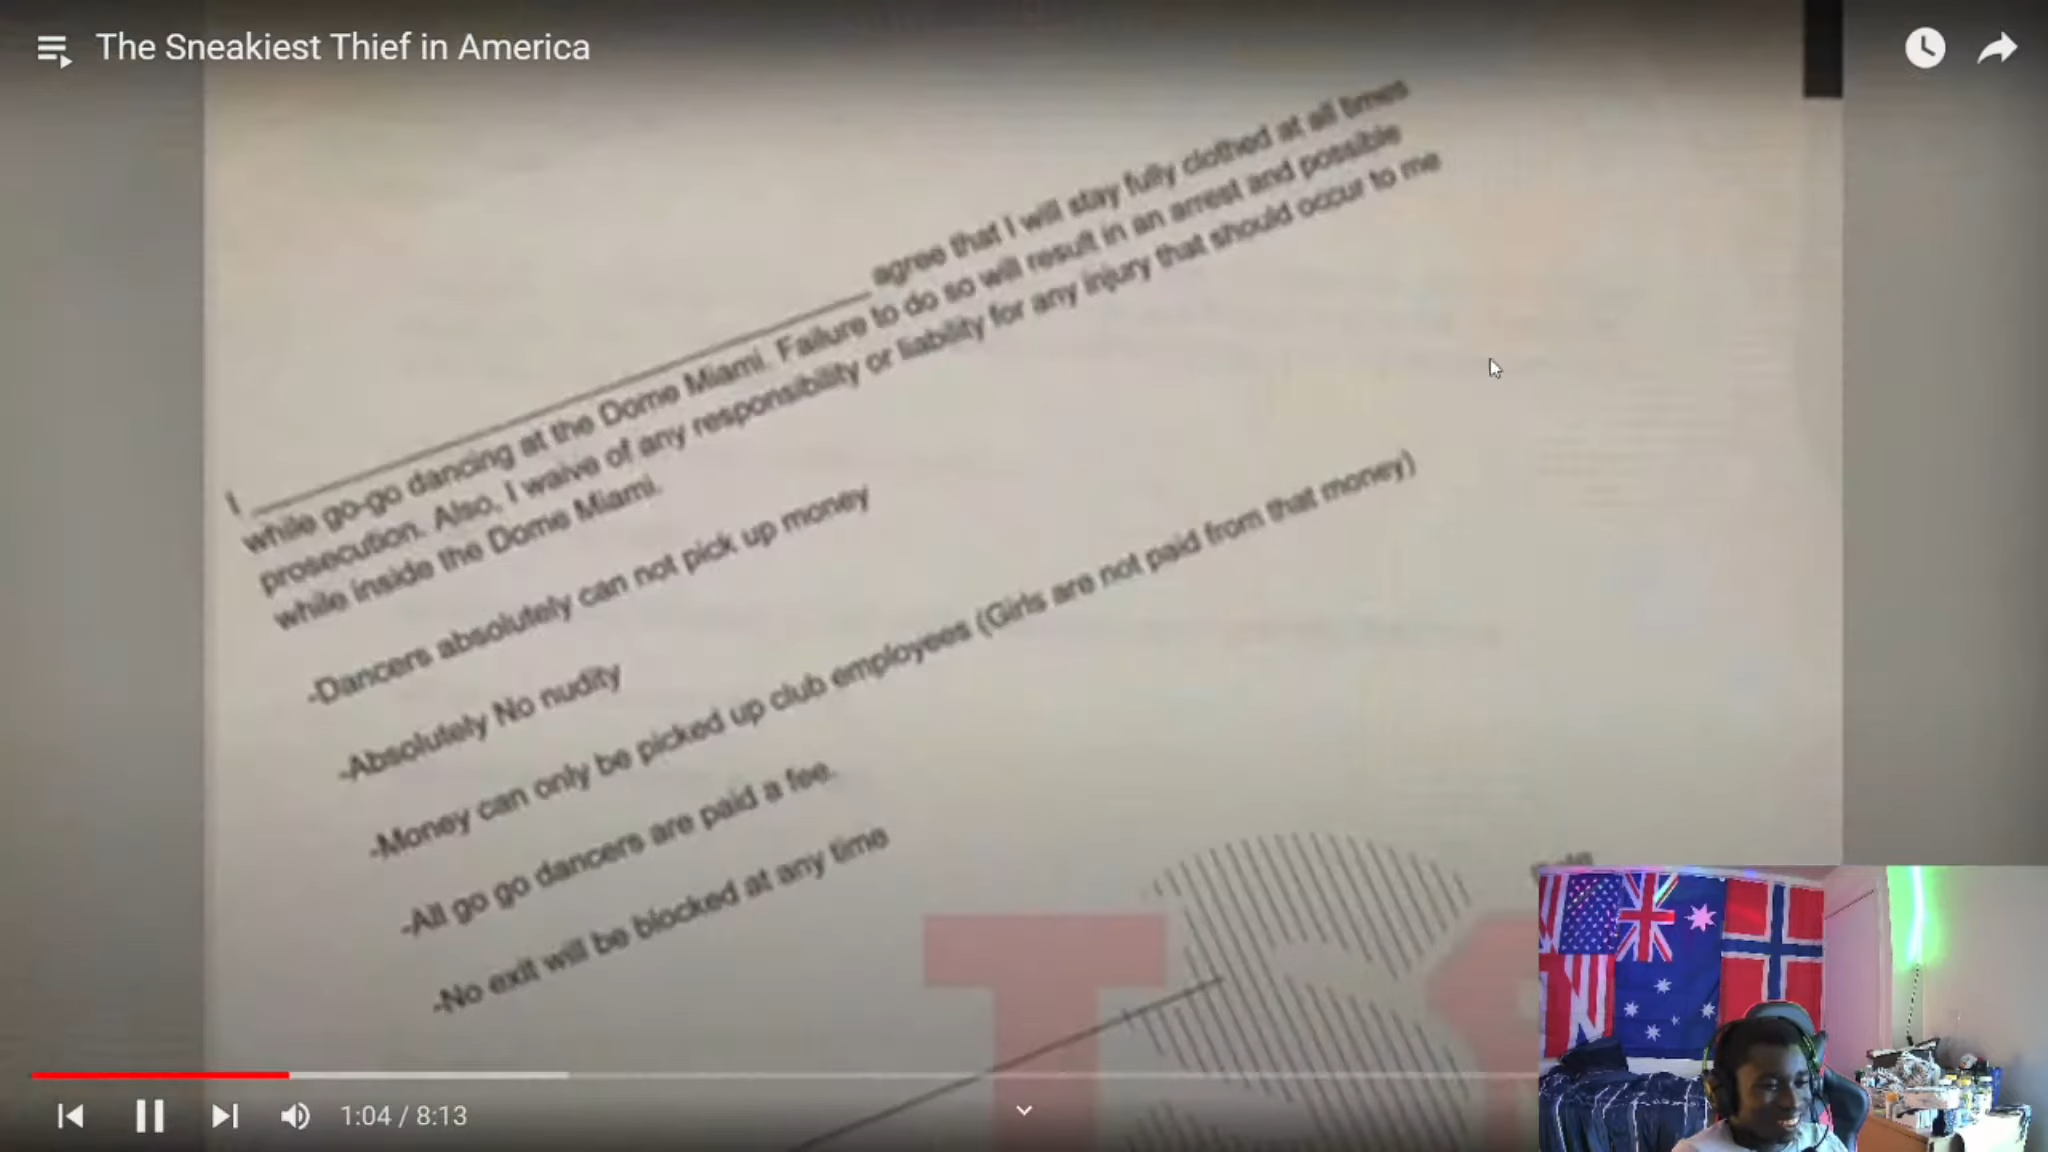 The Sneakiest Thief in America
I ____________________ agree that I will stay fully clothed at all times
while go-go dancing at the Dome Miami. Failure to do so will result in an arrest and possible
prosecution. Also, I waive of any responsibility or liability for any injury that should occur to me
while inside the Dome Miami.
-Dancers absolutely can not pick up money
-Absolutely No nudity
-Money can only be picked up club employees (Girls are not paid from that money)
-All go go dancers are paid a fee.
-No exit will be blocked at any time
1:04 / 8:13